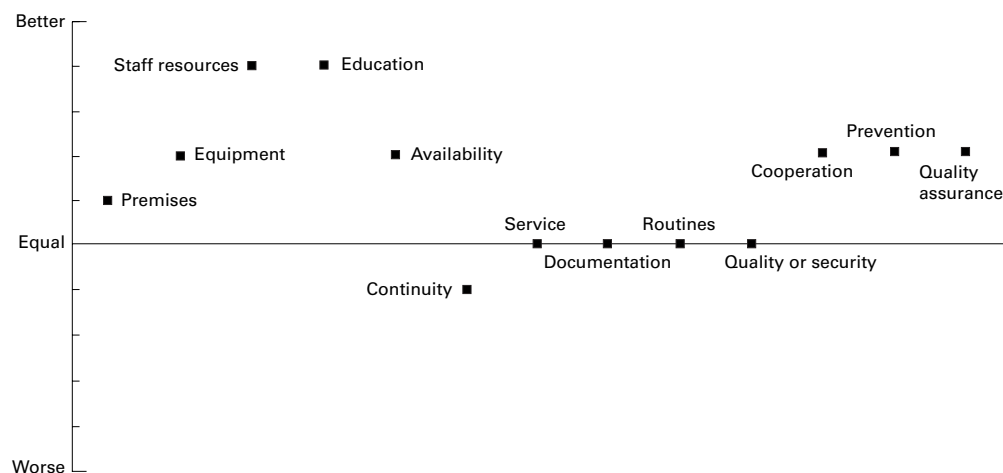 Better
Staff resources
Education
Prevention
Equipment
Availability
Cooperation
Quality
assurance
Premises
Service
Routines
Equal
Documentation
Quality or security
Continuity
Worse